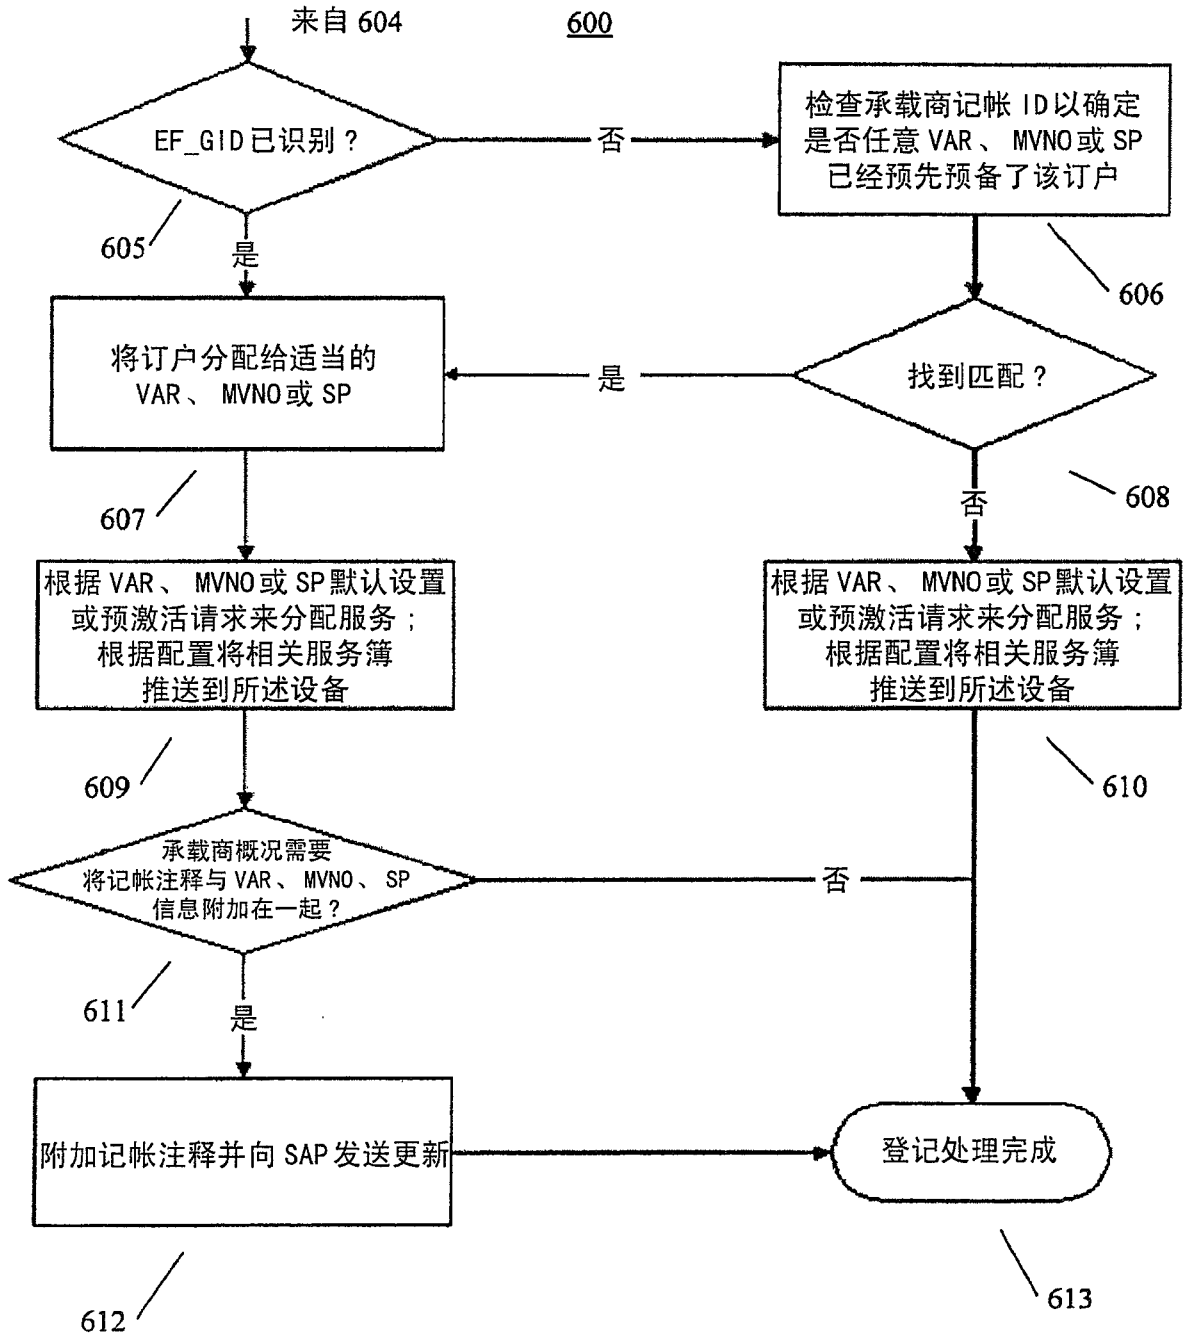 来自 604
600
EF_GID已识别？
否
检查承载商记帐 ID以确定
是否任意 VAR、 MVNO或 SP
已经预先预备了该订户
605
是
606
将订户分配给适当的
VAR、 MVNO或 SP
是
找到匹配？
607
608
否
根据 VAR、 MVNO或 SP默认设置
或预激活请求来分配服务；
根据配置将相关服务簿
推送到所述设备
根据 VAR、 MVNO或 SP默认设置
或预激活请求来分配服务；
根据配置将相关服务簿
推送到所述设备
609
610
承载商概况需要
将记帐注释与 VAR、 MVNO、 SP
信息附加在一起？
否
611
是
附加记帐注释并向 SAP发送更新
登记处理完成
612
613